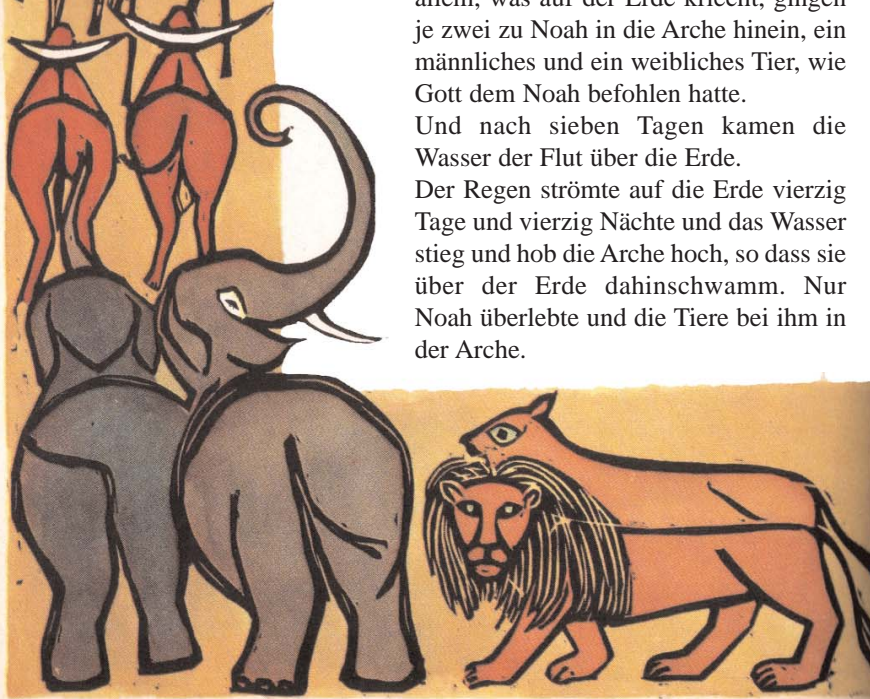 allem, was auf der Erde kriecht, gingen
je zwei zu Noah in die Arche hinein, ein
männliches und ein weibliches Tier, wie
Gott dem Noah befohlen hatte.
Und nach sieben Tagen kamen die
Wasser der Flut über die Erde.
Der Regen strömte auf die Erde vierzig
Tage und vierzig Nächte und das Wasser
stieg und hob die Arche hoch, so dass sie
über der Erde dahinschwamm. Nur
Noah überlebte und die Tiere bei ihm in
der Arche.